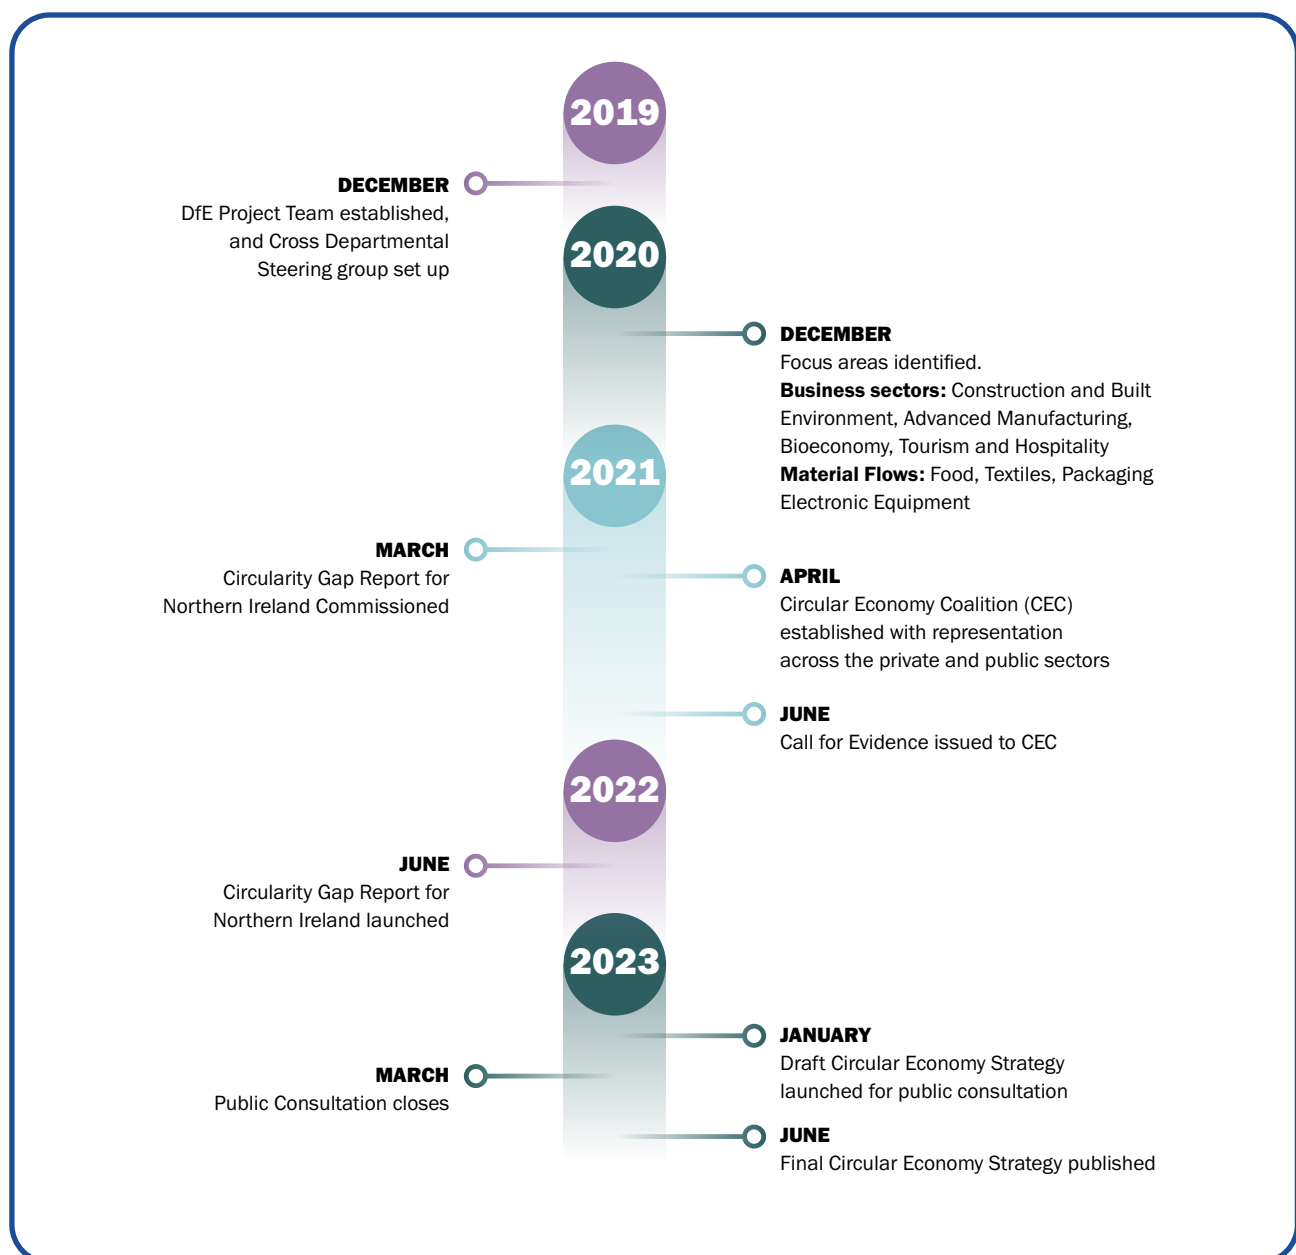 2019
DECEMBER
DfE Project Team established,
and Cross Departmental
Steering group set up
2020
DECEMBER
Focus areas identified.
Business sectors: Construction and Built
Environment, Advanced Manufacturing,
Bioeconomy, Tourism and Hospitality
Material Flows: Food, Textiles, Packaging
Electronic Equipment
2021
MARCH
Circularity Gap Report for
Northern Ireland Commissioned
APRIL
Circular Economy Coalition (CEC)
established with representation
across the private and public sectors
JUNE
Call for Evidence issued to CEC
2022
JUNE
Circularity Gap Report for
Northern Ireland launched
2023
JANUARY
Draft Circular Economy Strategy
launched for public consultation
MARCH
Public Consultation closes
JUNE
Final Circular Economy Strategy published